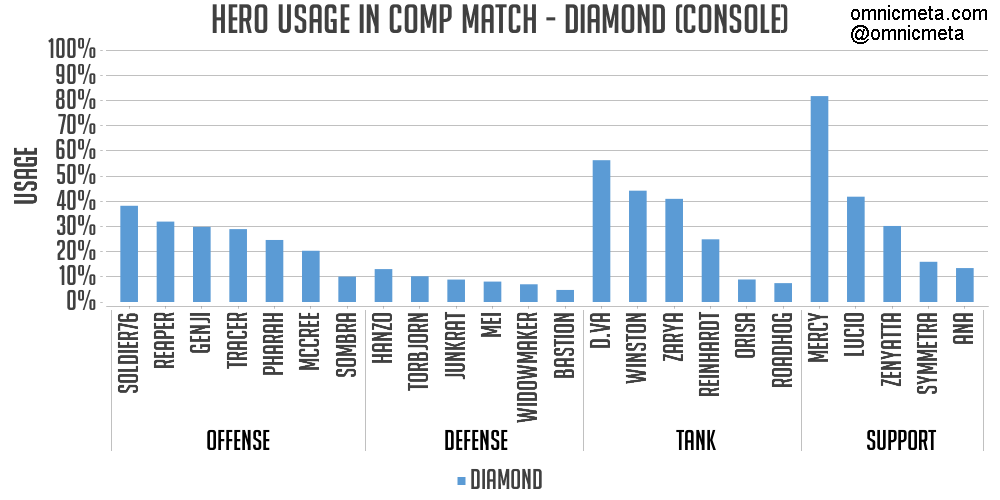 HERO USAGE IN COMP MATCH - DIAMOND (CONSOLE)
omnicmeta.com
@omnicmeta
USAGE
100%
90%
80%
70%
60%
50%
40%
30%
20%
10%
0%
SOLDIER76
REAPER
GENJI
TRACER
PHARAH
MCCREE
SOMBRA
HANZO
TORBJORN
JUNKRAT
MEI
WIDOWMAKER
BASTION
D.VA
WINSTON
ZARYA
REINHARDT
ORISA
ROADHOG
MERCY
LUCIO
ZENYATTA
SYMMETRA
ANA
OFFENSE
DEFENSE
TANK
SUPPORT
DIAMOND